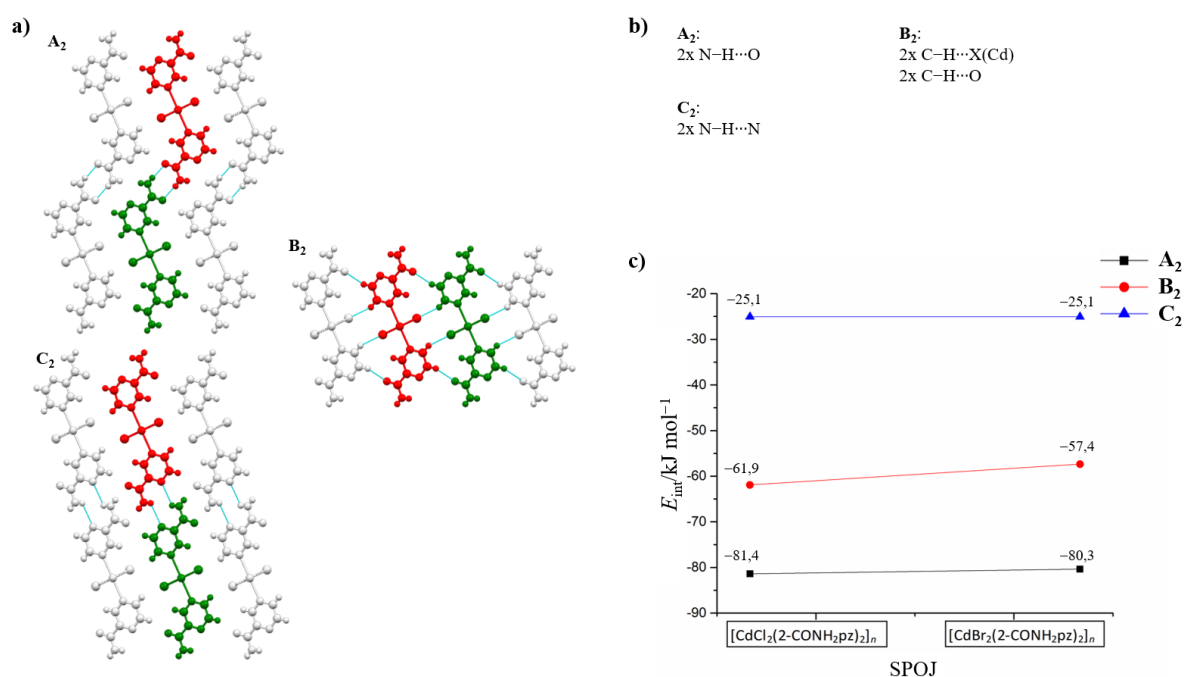 a)
A₂
B₂
C₂
b)
A₂:
2x N−H···O
B₂:
2x C−H···X(Cd)
2x C−H···O
C₂:
2x N−H···N
c)
A₂
B₂
C₂
−25,1
−25,1
−61,9
−57,4
−81,4
−80,3
-20
-30
-40
-50
-60
-70
-80
-90
E_int/kJ mol⁻¹
[CdCl₂(2-CONH₂pz)₂]ₙ
[CdBr₂(2-CONH₂pz)₂]ₙ
SPOJ